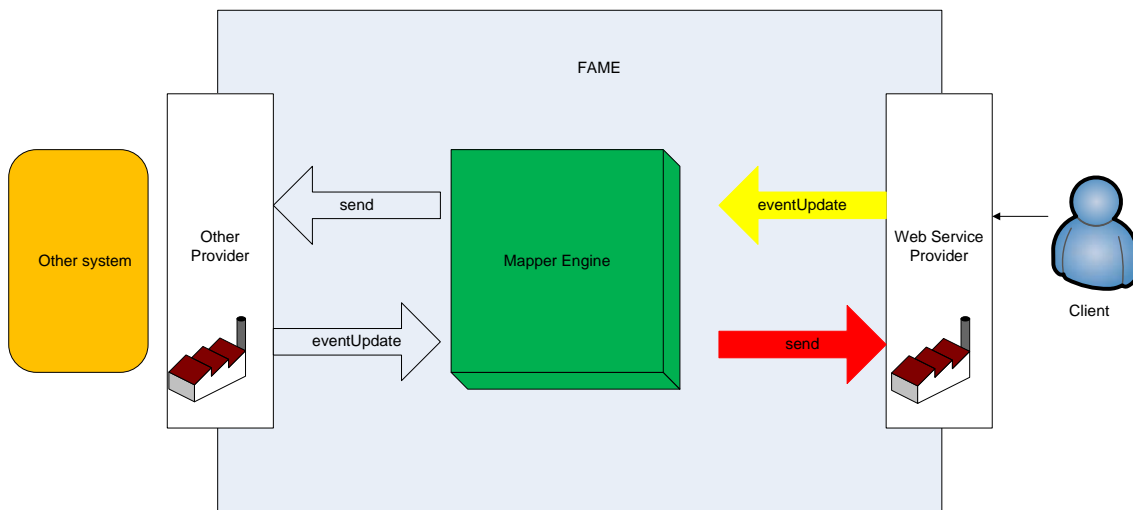 FAME
send
eventUpdate
Other system
Other
Provider
Mapper Engine
Web Service
Provider
Client
eventUpdate
send